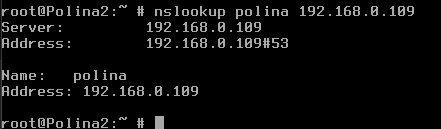 root@Polina2:~ # nslookup polina 192.168.0.109
Server:         192.168.0.109
Address:        192.168.0.109#53
Name:   polina
Address: 192.168.0.109
root@Polina2:~ #